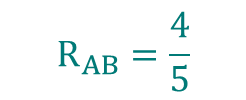 R_AB = 4/5